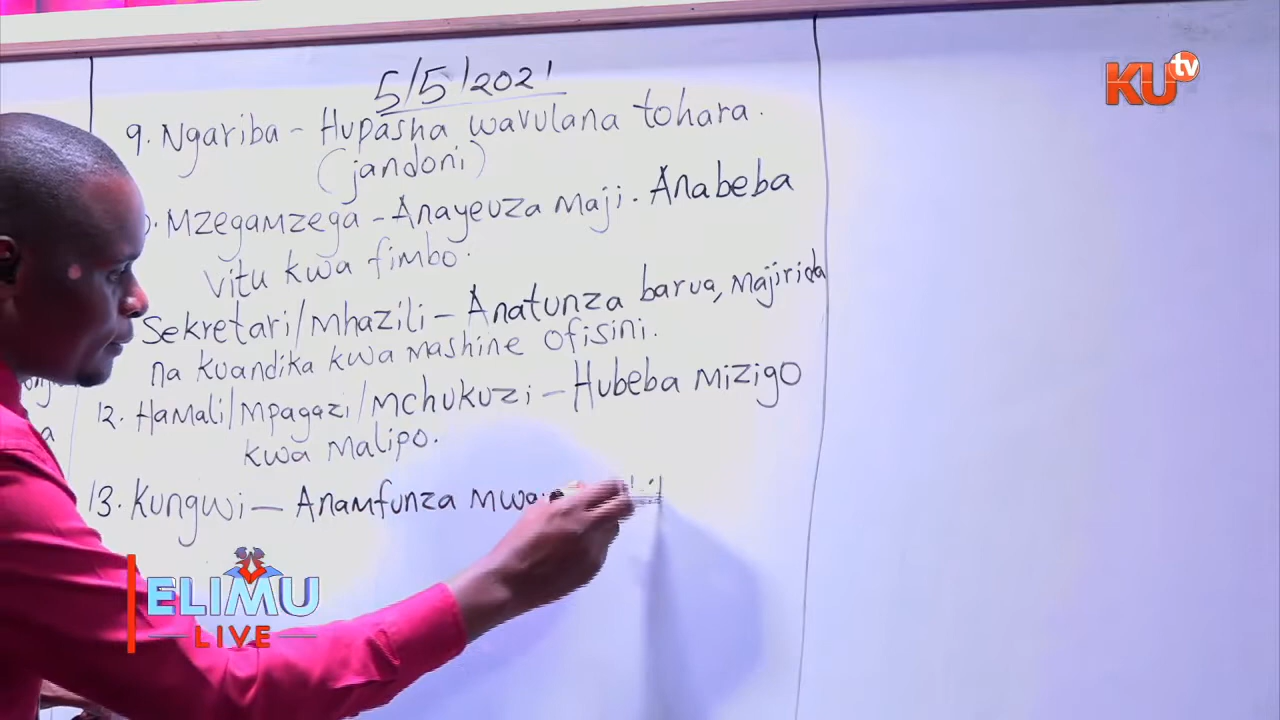 5/5/2021
9. Ngariba - Hupasha wavulana tohara.
(jandoni)
Mzegamzega - Anayeuza maji. Anabeba
vitu kwa fimbo.
Sekretari/mhazili - Anatunza barua, majirida
na kuandika kwa mashine ofisini.
12. Hamali/mpagazi/mchukuzi - Hubeba mizigo
kwa malipo.
13. Kungwi - Anamfunza
KU tv
ELIMU
LIVE